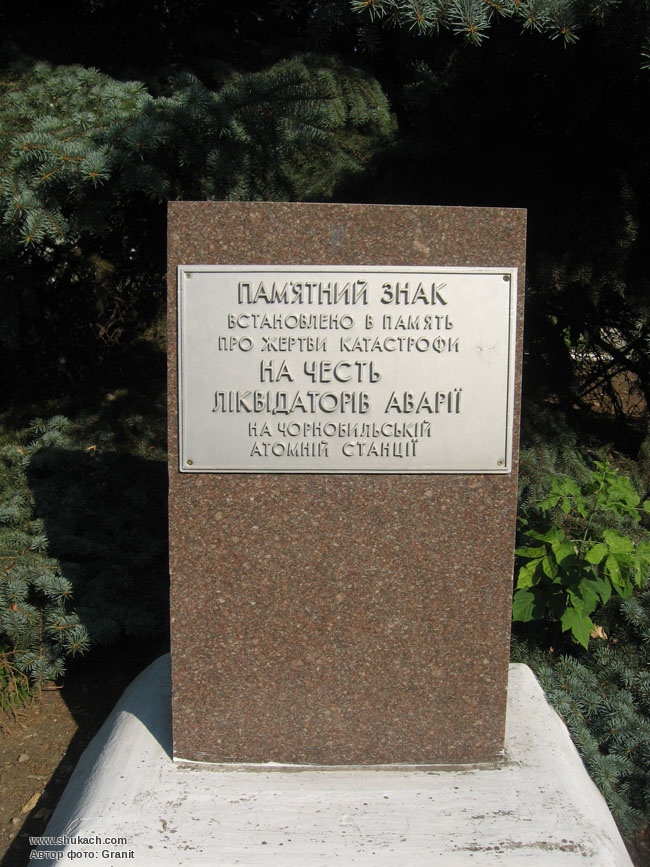 ПАМ'ЯТНИЙ ЗНАК
ВСТАНОВЛЕНО В ПАМ'ЯТЬ
ПРО ЖЕРТВИ КАТАСТРОФИ
НА ЧЕСТЬ
ЛІКВІДАТОРІВ АВАРІЇ
НА ЧОРНОБИЛЬСЬКІЙ
АТОМНІЙ СТАНЦІЇ
www.shukach.com
Автор фото: Granit